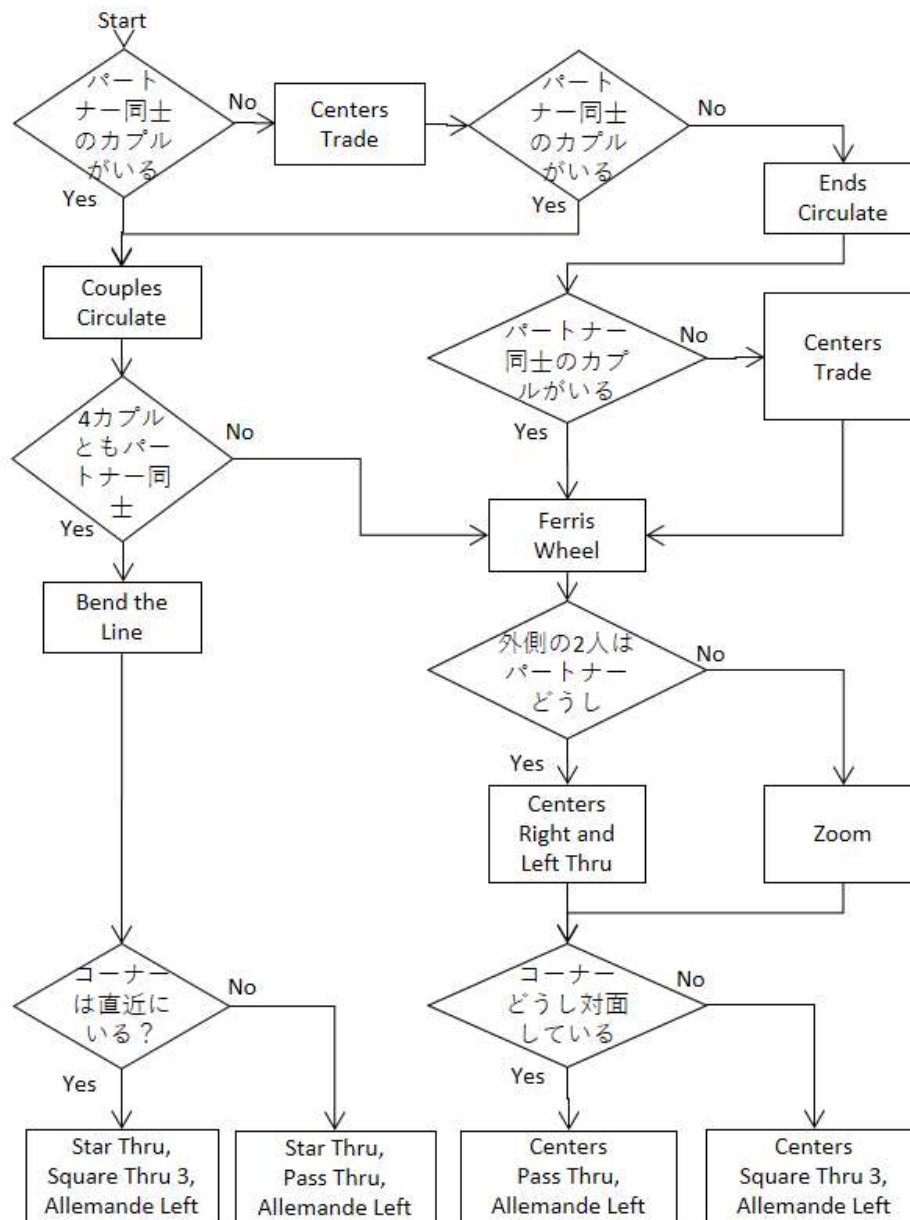 Start
パート
ナー同士
のカプル
がいる
No
Centers
Trade
パート
ナー同士
のカプル
がいる
No
Yes
Yes
Ends
Circulate
Couples
Circulate
パートナー
同士のカプ
ルがいる
No
Centers
Trade
Yes
4カプル
ともパー
トナー同
士
No
Yes
Ferris
Wheel
Bend the
Line
外側の2人は
パートナー
どうし
No
Yes
Centers
Right and
Left Thru
Zoom
コーナー
は直近に
いる？
No
Yes
コーナー
どうし対面
している
No
Yes
Star Thru,
Square Thru 3,
Allemande Left
Star Thru,
Pass Thru,
Allemande Left
Centers
Pass Thru,
Allemande Left
Centers
Square Thru 3,
Allemande Left